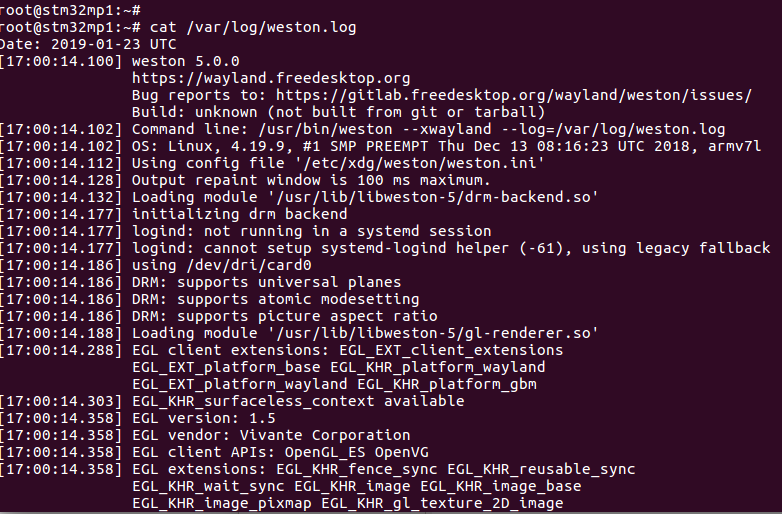 root@stm32mp1:~#
root@stm32mp1:~# cat /var/log/weston.log
Date: 2019-01-23 UTC
[17:00:14.100] weston 5.0.0
https://wayland.freedesktop.org
Bug reports to: https://gitlab.freedesktop.org/wayland/weston/issues/
Build: unknown (not built from git or tarball)
[17:00:14.102] Command line: /usr/bin/weston --xwayland --log=/var/log/weston.log
[17:00:14.102] OS: Linux, 4.19.9, #1 SMP PREEMPT Thu Dec 13 08:16:23 UTC 2018, armv7l
[17:00:14.112] Using config file '/etc/xdg/weston/weston.ini'
[17:00:14.128] Output repaint window is 100 ms maximum.
[17:00:14.132] Loading module '/usr/lib/libweston-5/drm-backend.so'
[17:00:14.177] initializing drm backend
[17:00:14.177] logind: not running in a systemd session
[17:00:14.177] logind: cannot setup systemd-logind helper (-61), using legacy fallback
[17:00:14.186] using /dev/dri/card0
[17:00:14.186] DRM: supports universal planes
[17:00:14.186] DRM: supports atomic modesetting
[17:00:14.186] DRM: supports picture aspect ratio
[17:00:14.188] Loading module '/usr/lib/libweston-5/gl-renderer.so'
[17:00:14.288] EGL client extensions: EGL_EXT_client_extensions
EGL_EXT_platform_base EGL_KHR_platform_wayland
EGL_EXT_platform_wayland EGL_KHR_platform_gbm
[17:00:14.303] EGL_KHR_surfaceless_context available
[17:00:14.358] EGL version: 1.5
[17:00:14.358] EGL vendor: Vivante Corporation
[17:00:14.358] EGL client APIs: OpenGL_ES OpenVG
[17:00:14.358] EGL extensions: EGL_KHR_fence_sync EGL_KHR_reusable_sync
EGL_KHR_wait_sync EGL_KHR_image EGL_KHR_image_base
EGL_KHR_image_pixmap EGL_KHR_gl_texture_2D_image